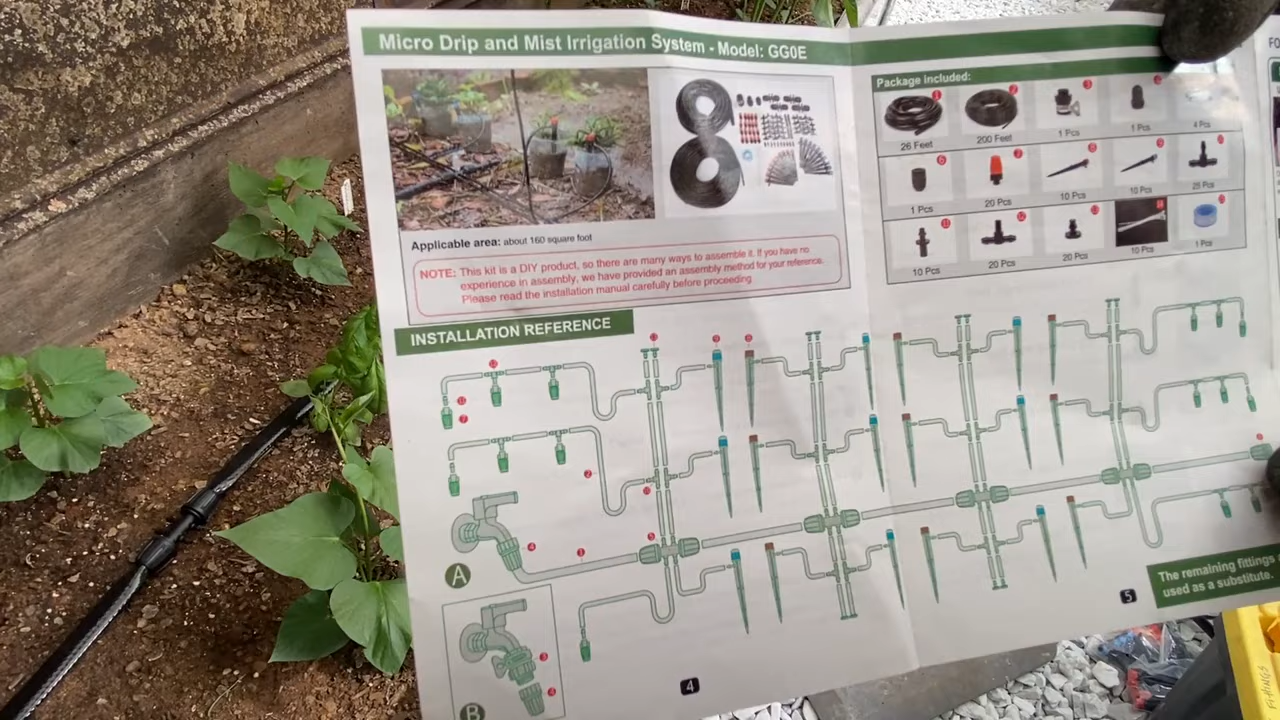 Micro Drip and Mist Irrigation System - Model: GG0E
Applicable area: about 160 square foot
NOTE: This kit is a DIY product, so there are many ways to assemble it. If you have no
experience in assembly, we have provided an assembly method for your reference.
Please read the installation manual carefully before proceeding
INSTALLATION REFERENCE
A
B
4
Package included:
26 Feet
200 Feet
1 Pcs
1 Pcs
4 Pcs
1 Pcs
20 Pcs
10 Pcs
10 Pcs
25 Pcs
10 Pcs
20 Pcs
20 Pcs
10 Pcs
1 Pcs
5
The remaining fittings
used as a substitute.
FITTINGS